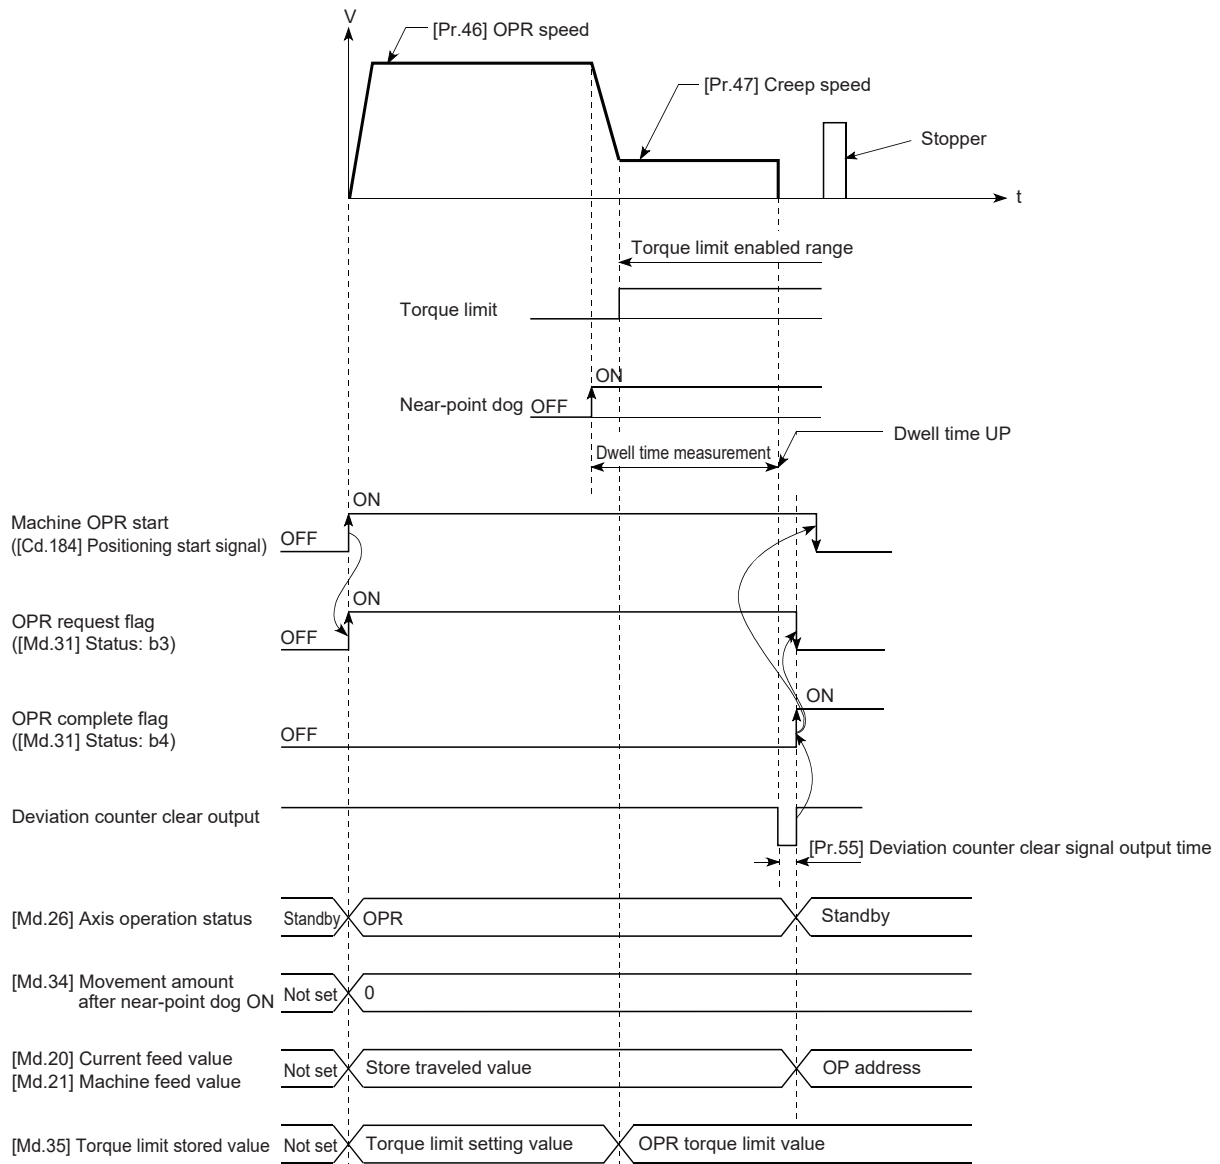 V
[Pr.46] OPR speed
[Pr.47] Creep speed
Stopper
t
Torque limit enabled range
Torque limit
ON
Near-point dog OFF
Dwell time UP
Dwell time measurement
ON
Machine OPR start
([Cd.184] Positioning start signal)
OFF
ON
OPR request flag
([Md.31] Status: b3)
OFF
ON
OPR complete flag
([Md.31] Status: b4)
OFF
Deviation counter clear output
[Pr.55] Deviation counter clear signal output time
[Md.26] Axis operation status Standby OPR Standby
[Md.34] Movement amount
after near-point dog ON Not set 0
[Md.20] Current feed value
[Md.21] Machine feed value
Not set Store traveled value OP address
[Md.35] Torque limit stored value Not set Torque limit setting value OPR torque limit value